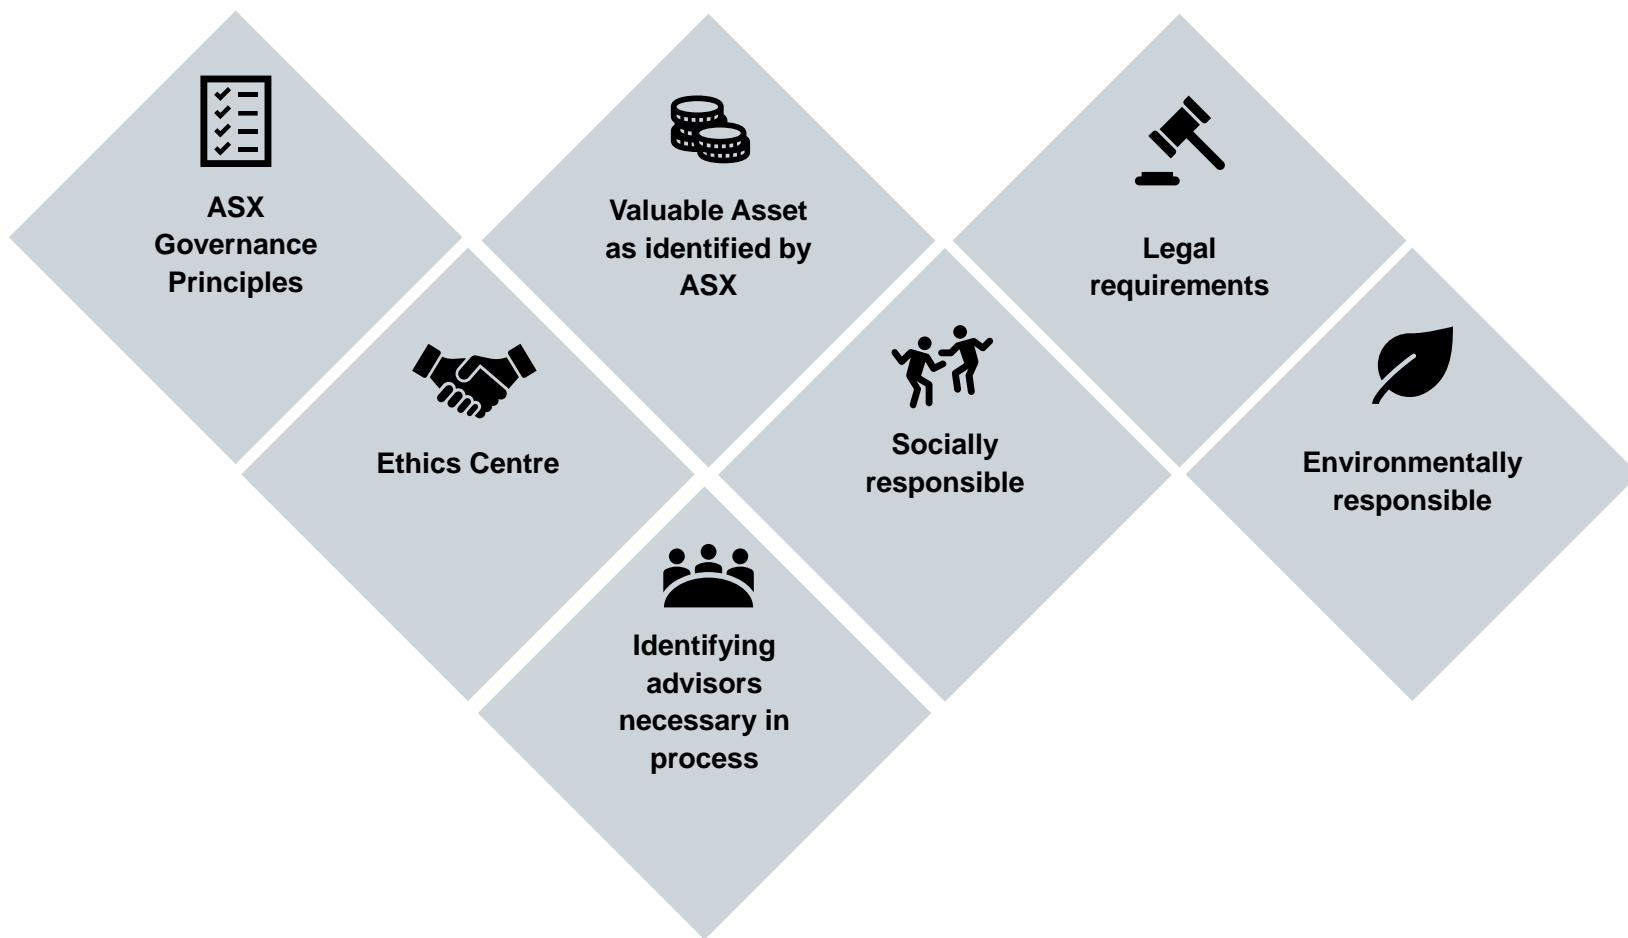 ASX
Governance
Principles
Valuable Asset
as identified by
ASX
Legal
requirements
Ethics Centre
Socially
responsible
Environmentally
responsible
Identifying
advisors
necessary in
process